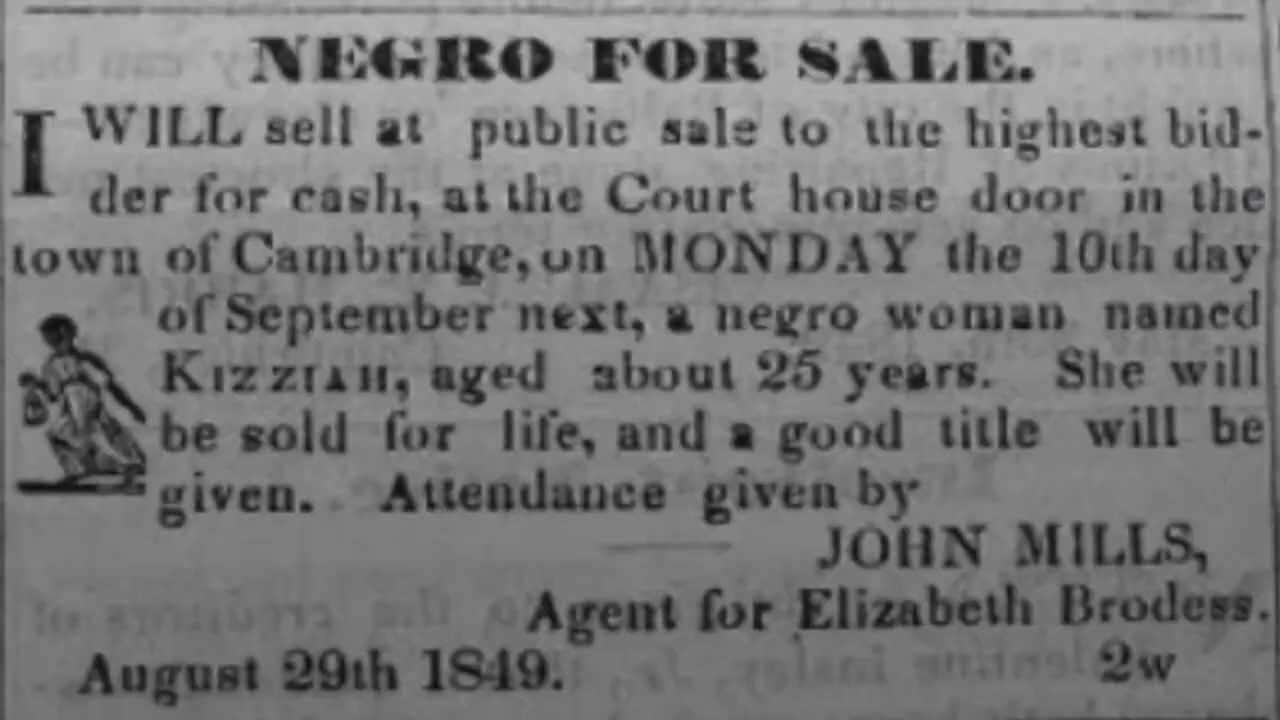 NEGRO FOR SALE.
I WILL sell at public sale to the highest bid-
der for cash, at the Court house door in the
town of Cambridge, on MONDAY the 10th day
of September next, a negro woman named
KIZZIAH, aged about 25 years. She will
be sold for life, and a good title will be
given. Attendance given by
JOHN MILLS,
Agent for Elizabeth Brodess.
August 29th 1849. 2w